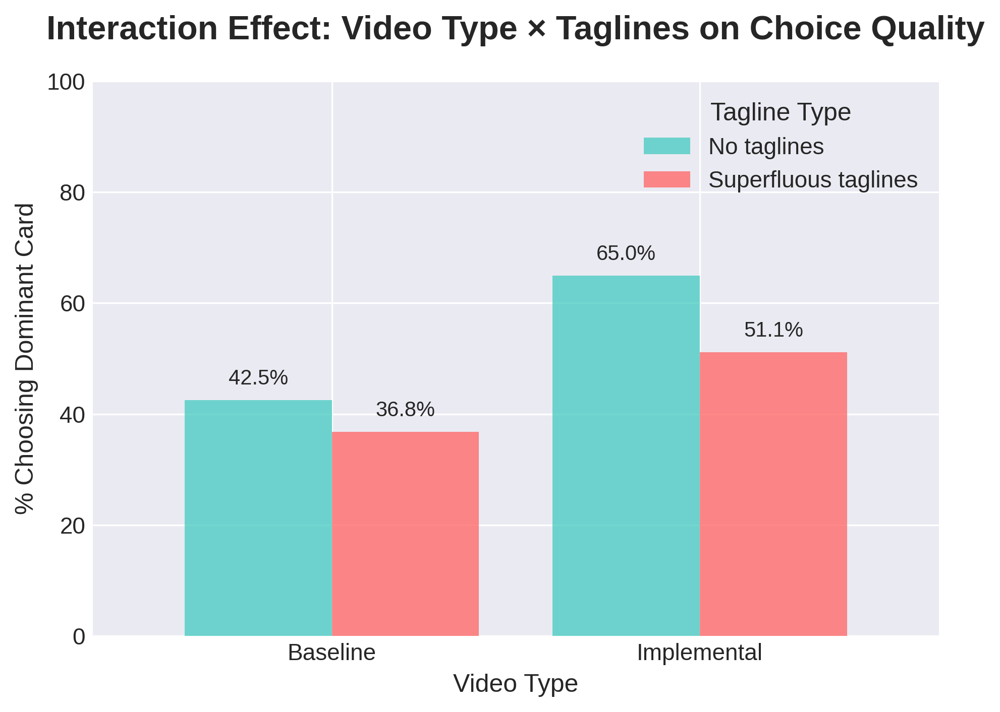 Interaction Effect: Video Type × Taglines on Choice Quality
100
80
60
40
20
0
% Choosing Dominant Card
Tagline Type
No taglines
Superfluous taglines
42.5%
36.8%
65.0%
51.1%
Baseline
Implemental
Video Type